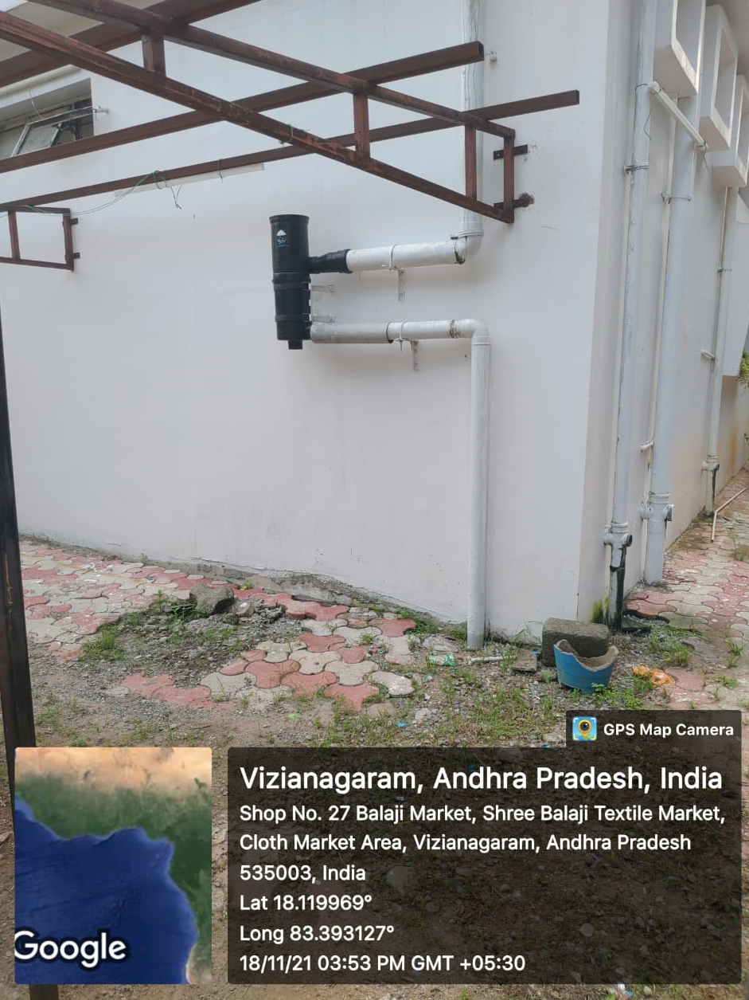 GPS Map Camera
Vizianagaram, Andhra Pradesh, India
Shop No. 27 Balaji Market, Shree Balaji Textile Market,
Cloth Market Area, Vizianagaram, Andhra Pradesh
535003, India
Lat 18.119969°
Long 83.393127°
18/11/21 03:53 PM GMT +05:30
Google